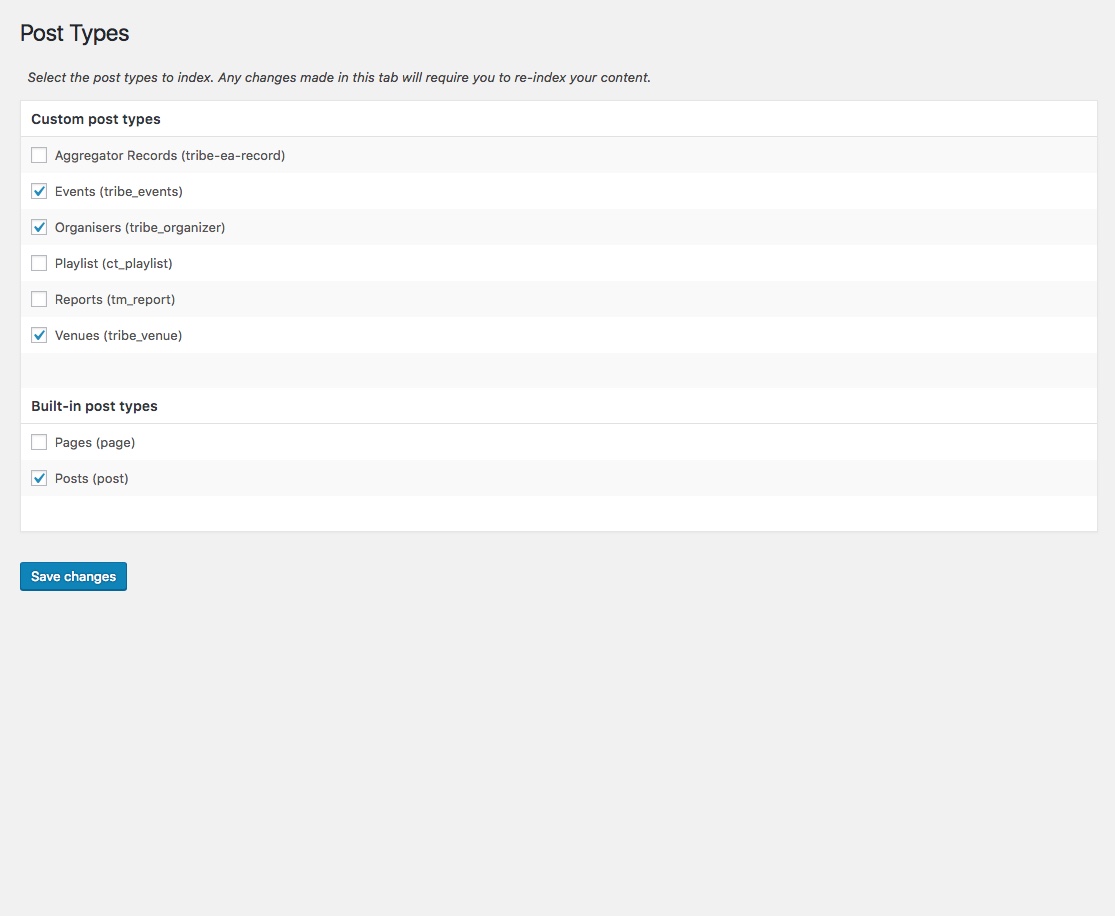 Post Types
Select the post types to index. Any changes made in this tab will require you to re-index your content.
Custom post types
Aggregator Records (tribe-ea-record)
Events (tribe_events)
Organisers (tribe_organizer)
Playlist (ct_playlist)
Reports (tm_report)
Venues (tribe_venue)
Built-in post types
Pages (page)
Posts (post)
Save changes